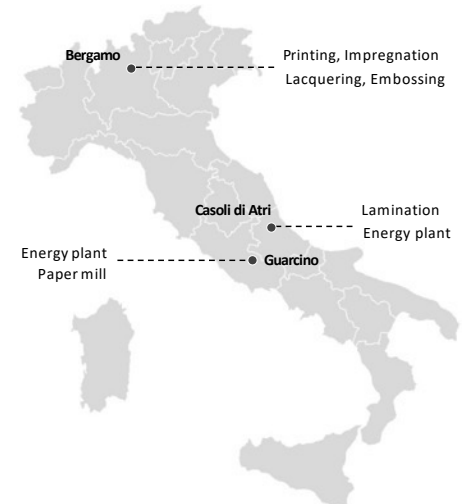 Bergamo
Printing, Impregnation
Lacquering, Embossing
Casoli di Atri
Lamination
Energy plant
Energy plant
Paper mill
Guarcino